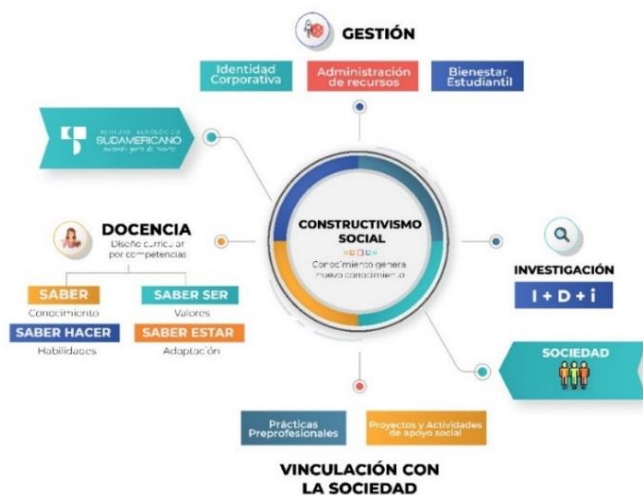 GESTIÓN
Identidad
Corporativa
Administración
de recursos
Bienestar
Estudiantil
SUDAMERICANO
DOCENCIA
Diseño curricular
por competencias
SABER
Conocimiento
SABER SER
Valores
SABER HACER
Habilidades
SABER ESTAR
Adaptación
CONSTRUCTIVISMO
SOCIAL
Conocimiento genera
nuevo conocimiento
INVESTIGACIÓN
I + D + i
SOCIEDAD
Prácticas
Preprofesionales
Proyectos y Actividades
de apoyo social
VINCULACIÓN CON
LA SOCIEDAD